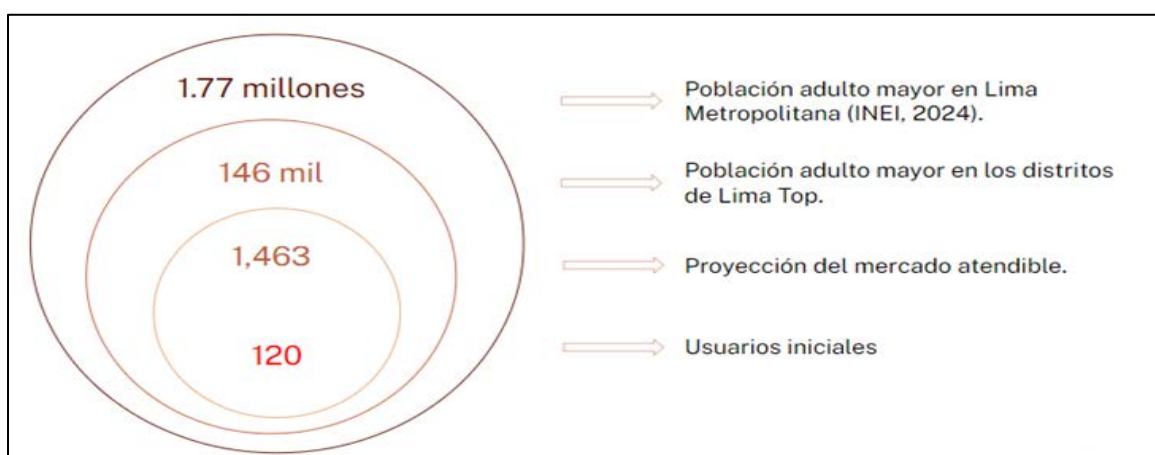 1.77 millones
Población adulto mayor en Lima
Metropolitana (INEI, 2024).
146 mil
Población adulto mayor en los distritos
de Lima Top.
1,463
Proyección del mercado atendible.
120
Usuarios iniciales